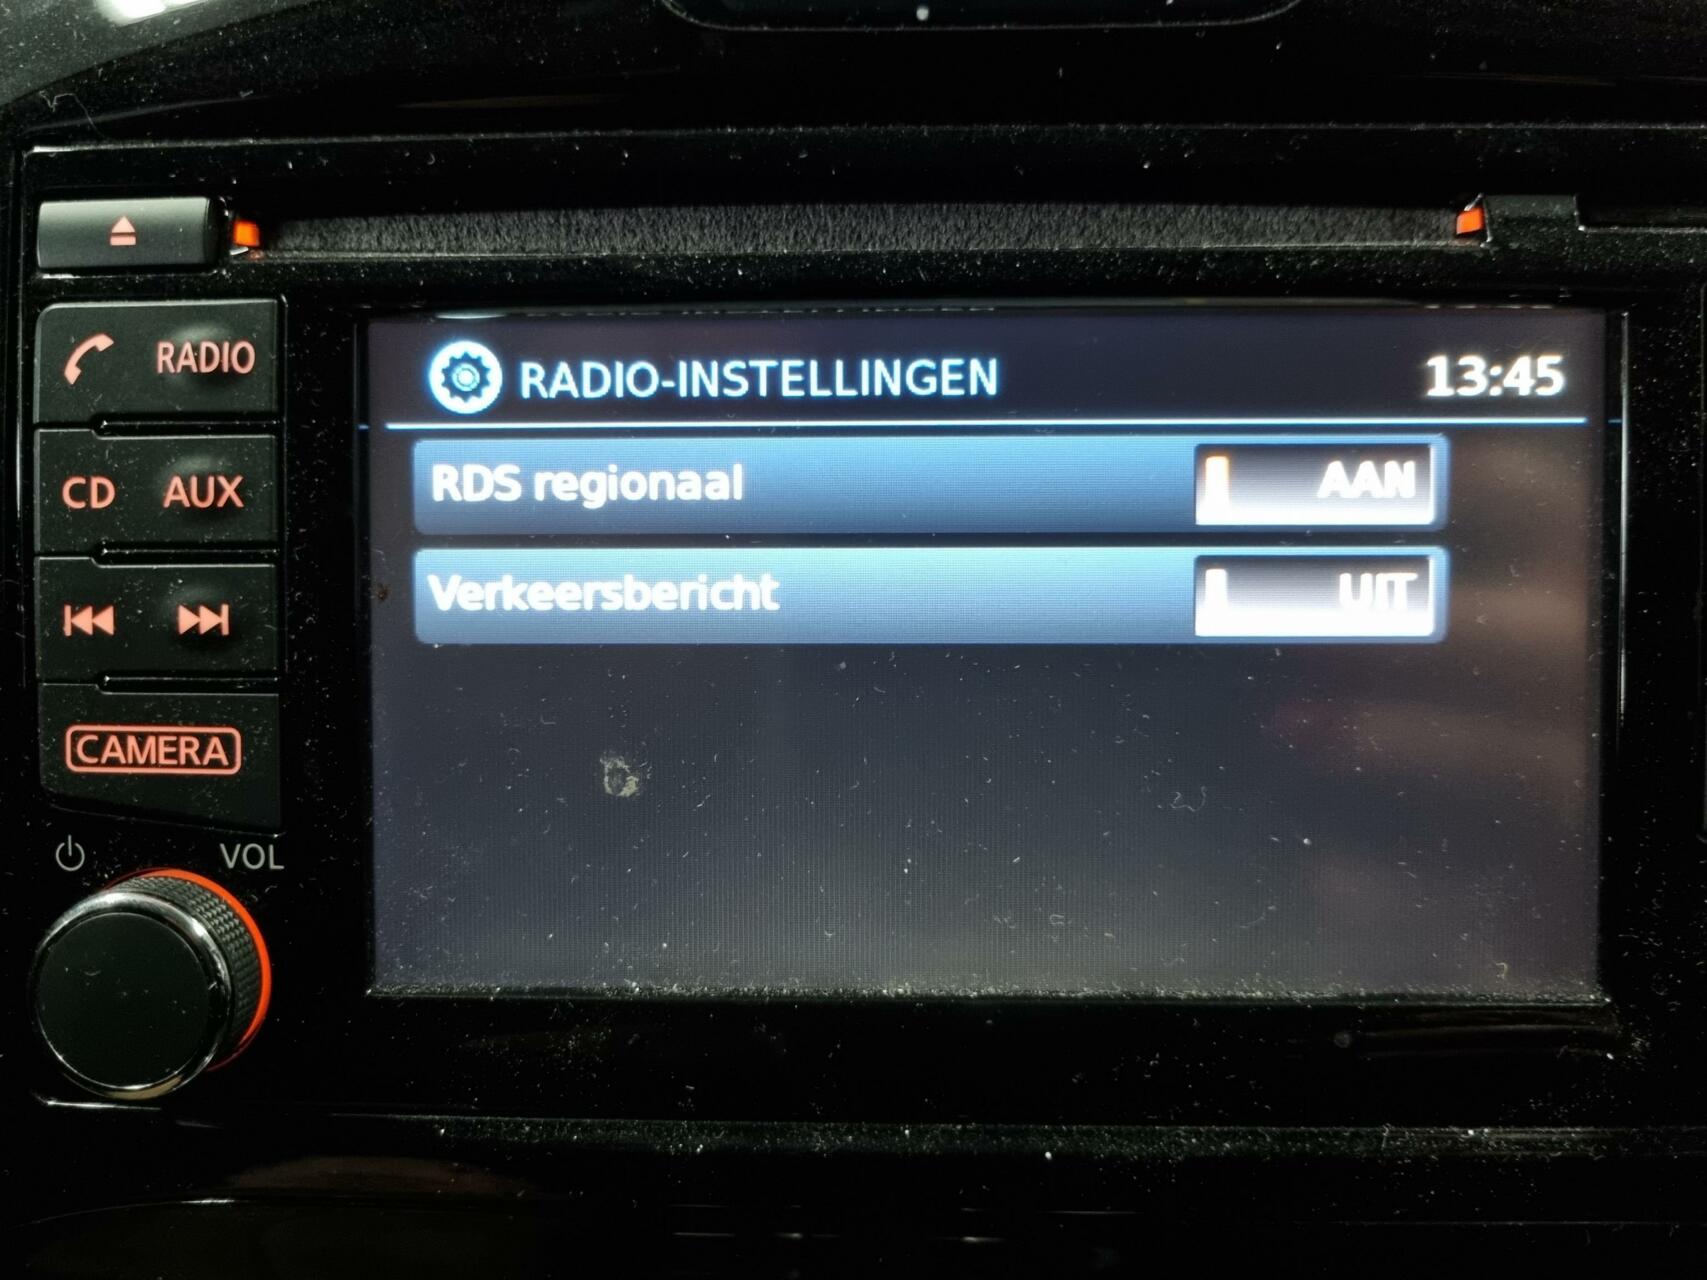 RADIO
CD AUX
CAMERA
VOL
RADIO-INSTELLINGEN 13:45
RDS regionaal AAN
Verkeersbericht UIT